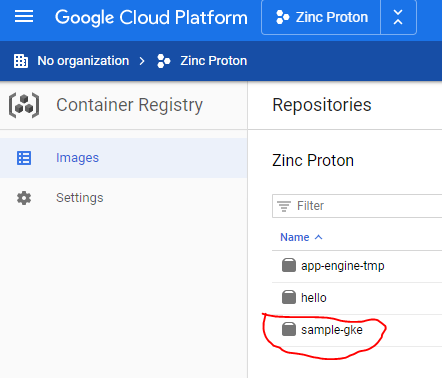 Google Cloud Platform
Zinc Proton
No organization
Zinc Proton
Container Registry
Repositories
Images
Settings
Zinc Proton
Filter
Name
app-engine-tmp
hello
sample-gke